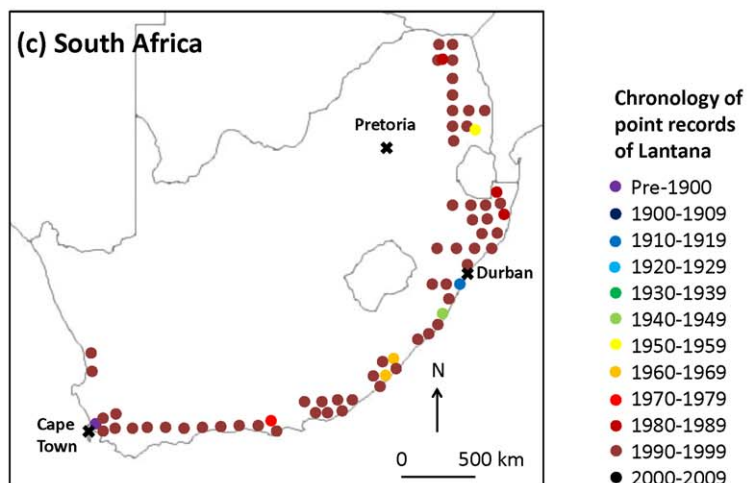 (c) South Africa
Pretoria
Durban
Cape
Town
N
0 500 km
Chronology of
point records
of Lantana
Pre-1900
1900-1909
1910-1919
1920-1929
1930-1939
1940-1949
1950-1959
1960-1969
1970-1979
1980-1989
1990-1999
2000-2009